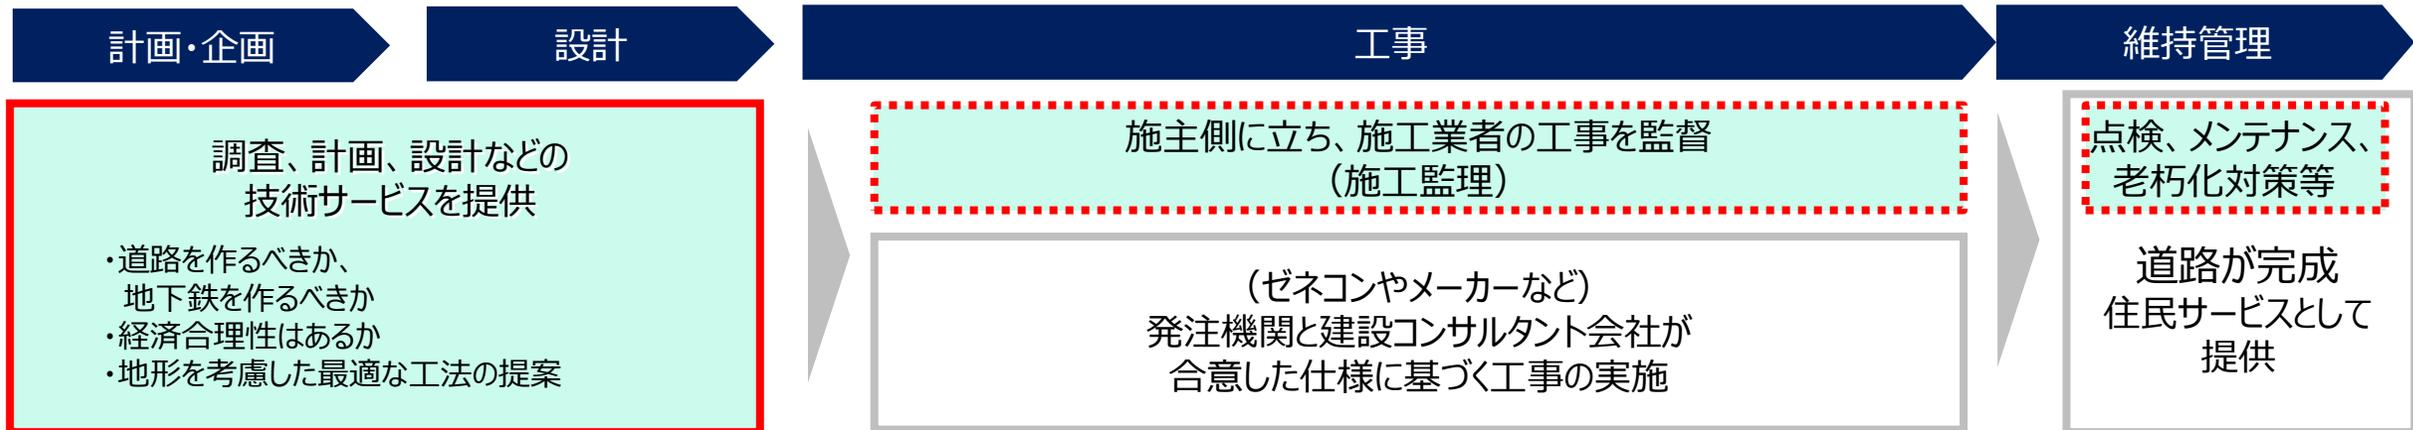 計画・企画
設計
工事
維持管理
調査、計画、設計などの
技術サービスを提供
・道路を作るべきか、
地下鉄を作るべきか
・経済合理性はあるか
・地形を考慮した最適な工法の提案
施主側に立ち、施工業者の工事を監督
（施工監理）
（ゼネコンやメーカーなど）
発注機関と建設コンサルタント会社が
合意した仕様に基づく工事の実施
点検、メンテナンス、
老朽化対策等
道路が完成
住民サービスとして
提供